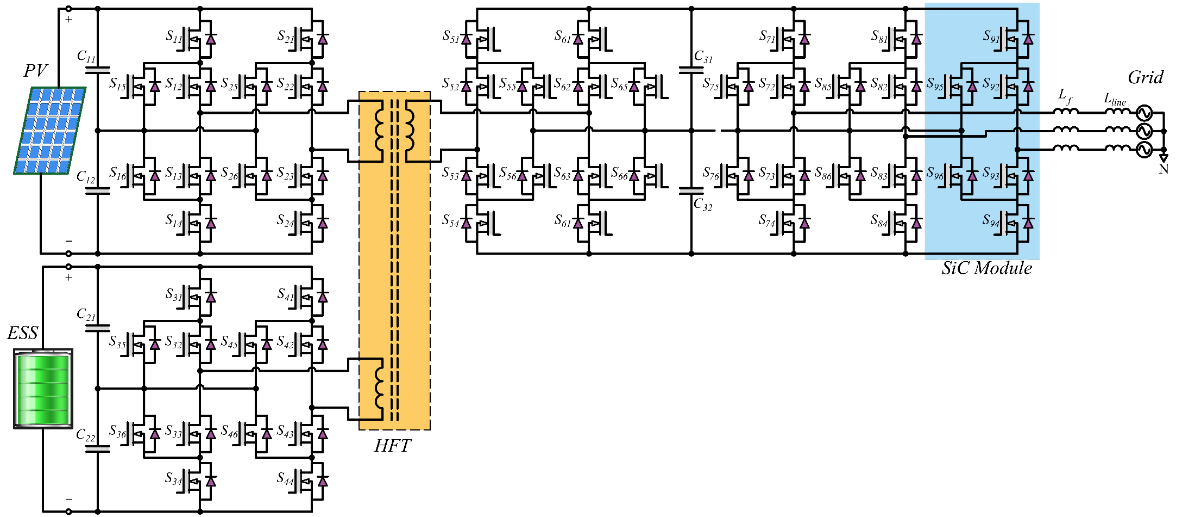 PV
+
−
C11
C12
S11
S21
S15
S12
S25
S22
S16
S13
S26
S23
S14
S24
ESS
+
−
C21
C22
S31
S41
S35
S32
S45
S42
S36
S33
S46
S43
S34
S44
HFT
S51
S61
S52
S55
S62
S65
S53
S56
S63
S66
S54
S61
C31
C32
S71
S81
S91
S75
S72
S85
S82
S95
S92
S76
S73
S86
S83
S96
S93
S74
S84
S94
SiC Module
Grid
Lf
Lline
N